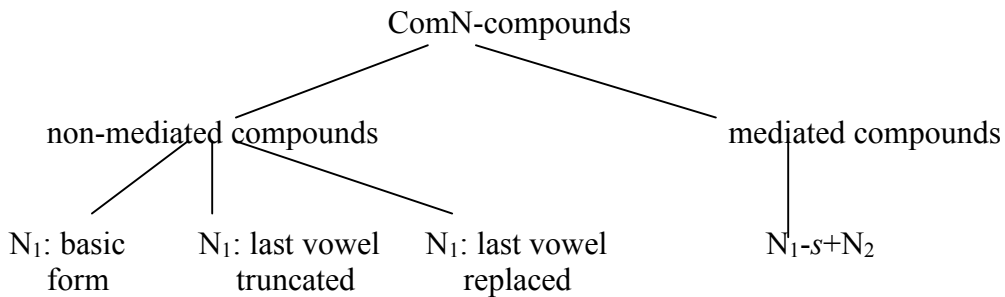 ComN-compounds
non-mediated compounds mediated compounds
N₁: basic N₁: last vowel N₁: last vowel N₁-s+N₂
form truncated replaced